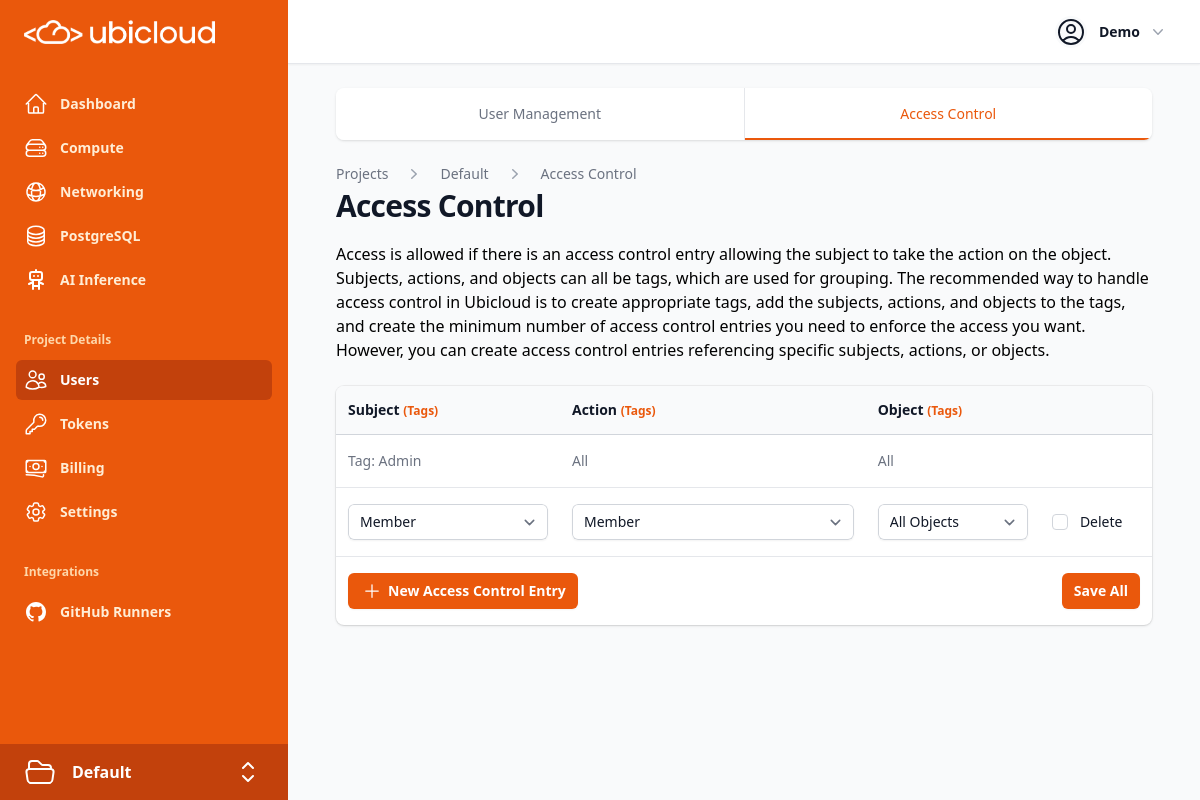 ubicloud
Demo
Dashboard
Compute
Networking
PostgreSQL
AI Inference
Project Details
Users
Tokens
Billing
Settings
Integrations
GitHub Runners
Default
User Management
Access Control
Projects
Default
Access Control
Access Control
Access is allowed if there is an access control entry allowing the subject to take the action on the object.
Subjects, actions, and objects can all be tags, which are used for grouping. The recommended way to handle
access control in Ubicloud is to create appropriate tags, add the subjects, actions, and objects to the tags,
and create the minimum number of access control entries you need to enforce the access you want.
However, you can create access control entries referencing specific subjects, actions, or objects.
Subject (Tags)
Action (Tags)
Object (Tags)
Tag: Admin
All
All
Member
Member
All Objects
Delete
New Access Control Entry
Save All